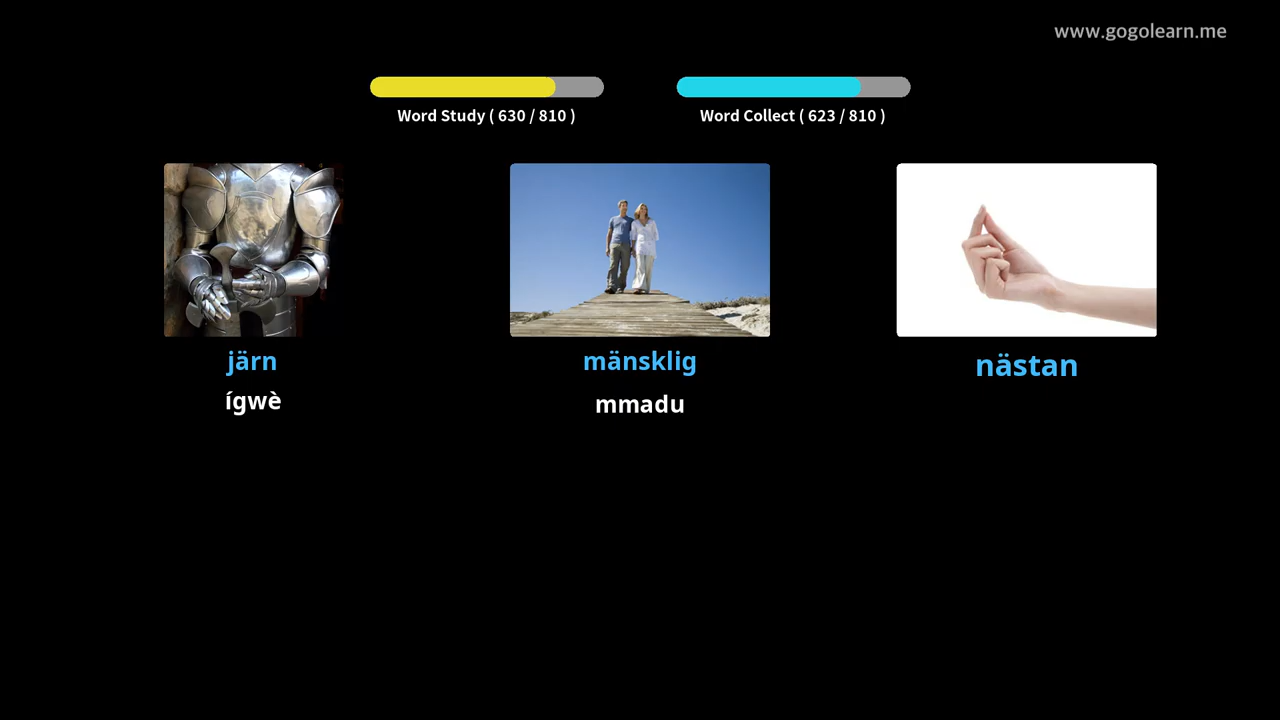 www.gogolearn.me
Word Study ( 630 / 810 )
Word Collect ( 623 / 810 )
järn
ígwè
mänsklig
mmadu
nästan